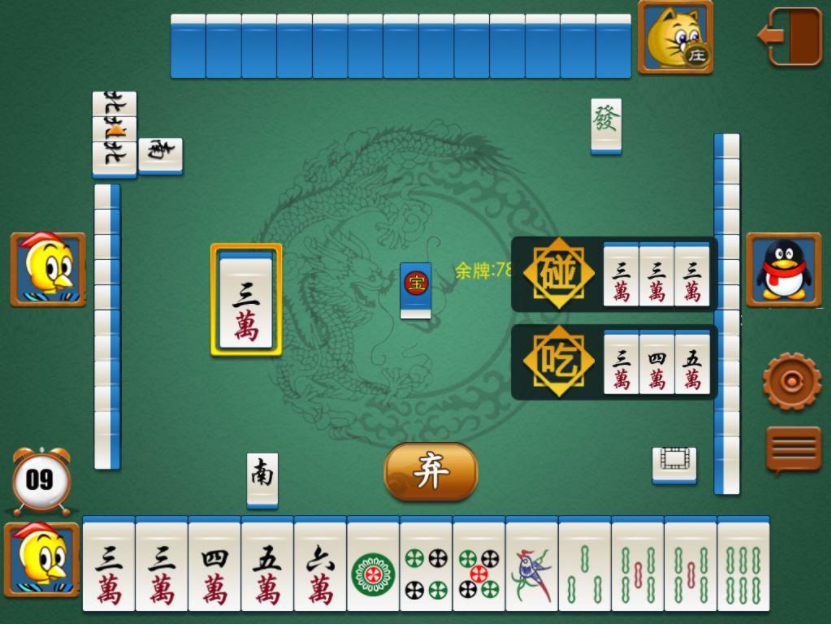 庄
北
北
北
南
發
宝
余牌:78
三萬
碰
三萬 三萬 三萬
吃
三萬 四萬 五萬
弃
南
09
三萬 三萬 四萬 五萬 六萬